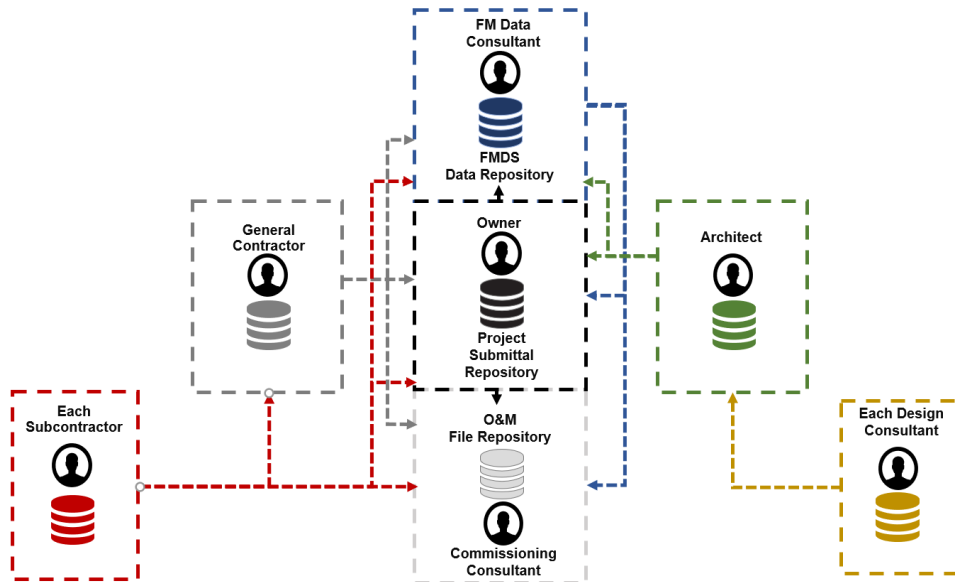 FM Data
Consultant
FMDS
Data Repository
General
Contractor
Owner
Project
Submittal
Repository
Architect
Each
Subcontractor
O&M
File Repository
Commissioning
Consultant
Each Design
Consultant